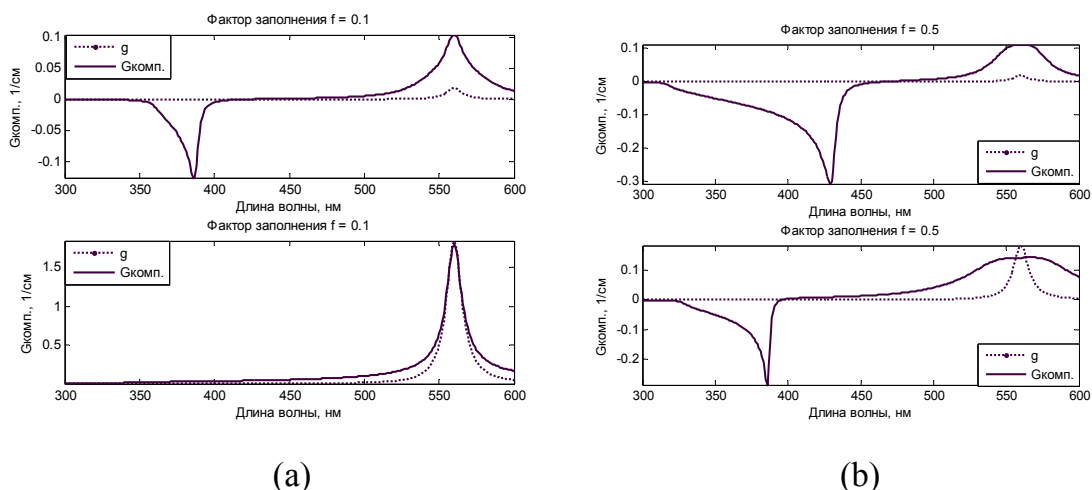 Фактор заполнения f = 0.1
Gкомп., 1/см
0.1
0.05
0
-0.05
-0.1
g
Gкомп.
300 350 400 450 500 550 600
Длина волны, нм
Фактор заполнения f = 0.1
Gкомп., 1/см
1.5
1
0.5
g
Gкомп.
300 350 400 450 500 550 600
Длина волны, нм
(a)
Фактор заполнения f = 0.5
Gкомп., 1/см
0.1
0
-0.1
-0.2
-0.3
g
Gкомп.
300 350 400 450 500 550 600
Длина волны, нм
Фактор заполнения f = 0.5
Gкомп., 1/см
0.1
0
-0.1
-0.2
g
Gкомп.
300 350 400 450 500 550 600
Длина волны, нм
(b)